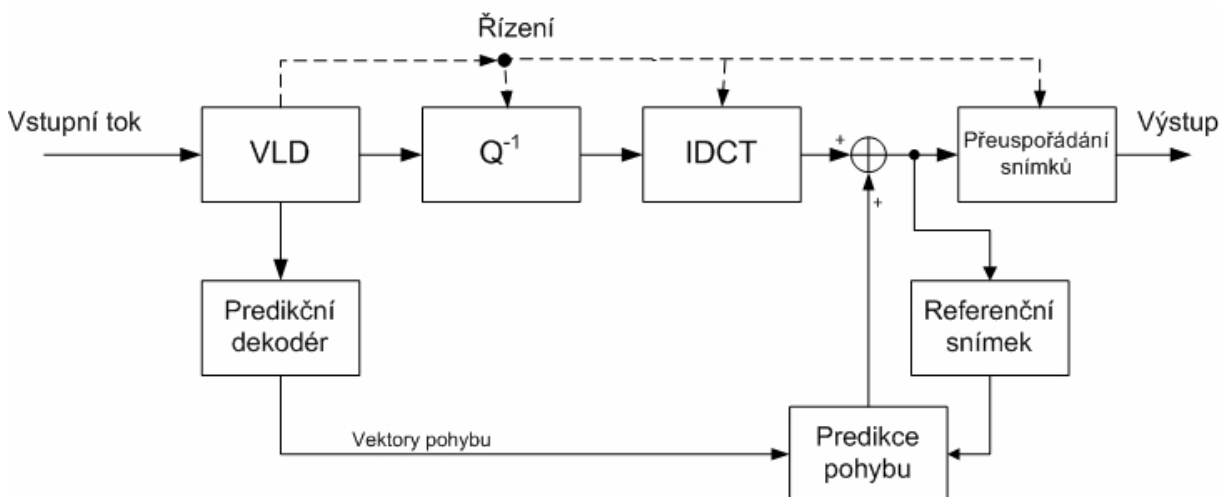 Řízení
Vstupní tok
VLD
Q⁻¹
IDCT
+
+
Přeuspořádání
snímků
Výstup
Predikční
dekodér
Referenční
snímek
Vektory pohybu
Predikce
pohybu